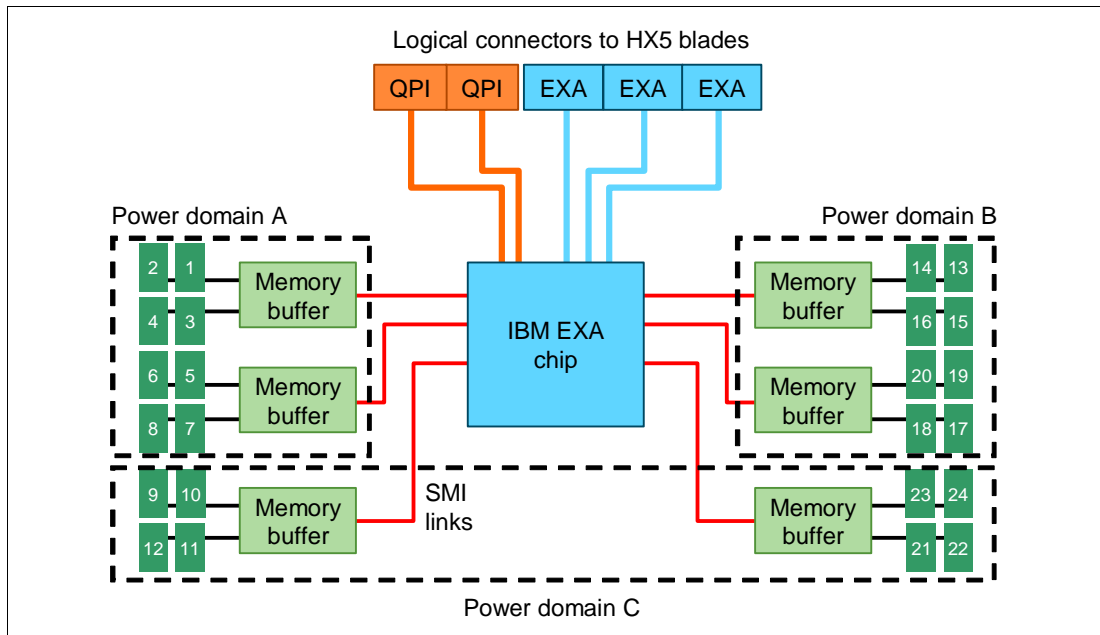 Logical connectors to HX5 blades
QPI QPI EXA EXA EXA
Power domain A
Power domain B
2 1
Memory
buffer
4 3
6 5
Memory
buffer
8 7
IBM EXA
chip
Memory
buffer
14 13
16 15
Memory
buffer
20 19
18 17
9 10
Memory
buffer
12 11
SMI
links
Memory
buffer
23 24
21 22
Power domain C